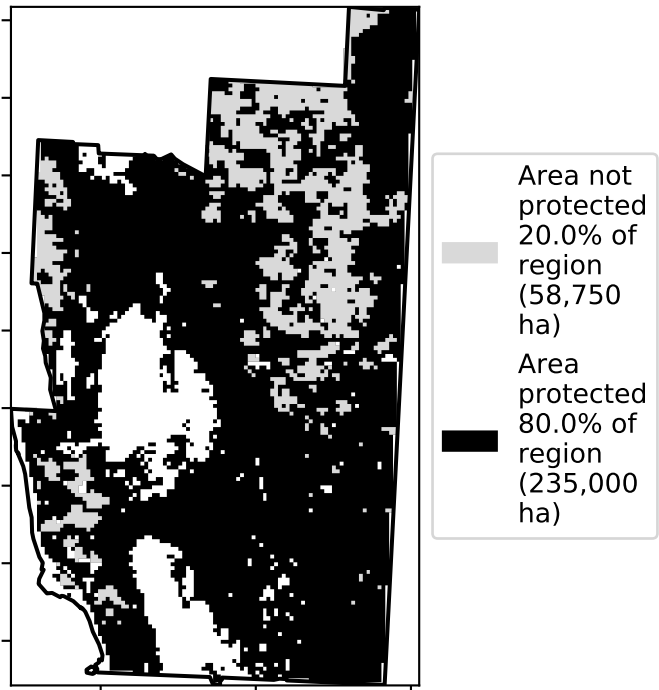 Area not
protected
20.0% of
region
(58,750
ha)
Area
protected
80.0% of
region
(235,000
ha)